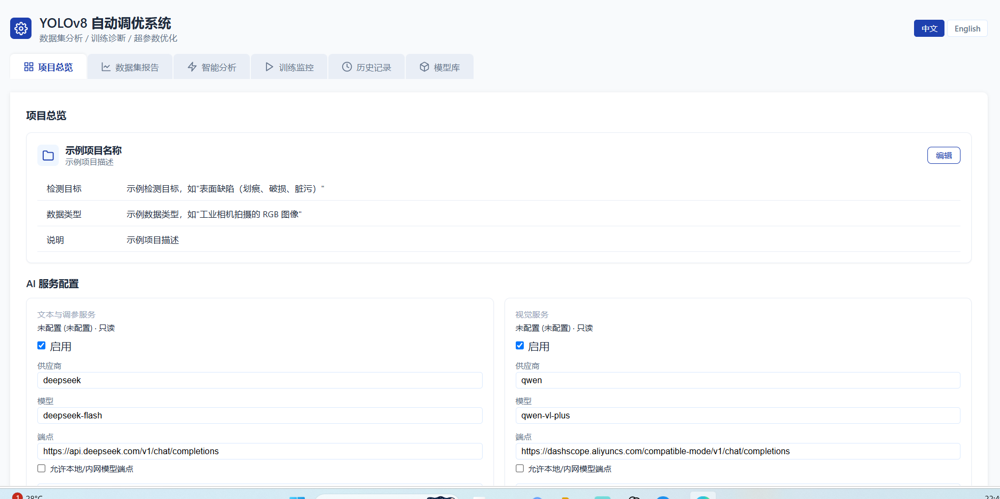 YOLOv8 自动调优系统
数据集分析 / 训练诊断 / 超参数优化
中文
English
项目总览
数据集报告
智能分析
训练监控
历史记录
模型库
项目总览
示例项目名称
示例项目描述
编辑
检测目标 示例检测目标，如"表面缺陷（划痕、破损、脏污）"
数据类型 示例数据类型，如"工业相机拍摄的 RGB 图像"
说明 示例项目描述
AI 服务配置
文本与调参服务
未配置 (未配置) · 只读
启用
供应商
deepseek
模型
deepseek-flash
端点
https://api.deepseek.com/v1/chat/completions
允许本地/内网模型端点
视觉服务
未配置 (未配置) · 只读
启用
供应商
qwen
模型
qwen-vl-plus
端点
https://dashscope.aliyuncs.com/compatible-mode/v1/chat/completions
允许本地/内网模型端点
1
28°C